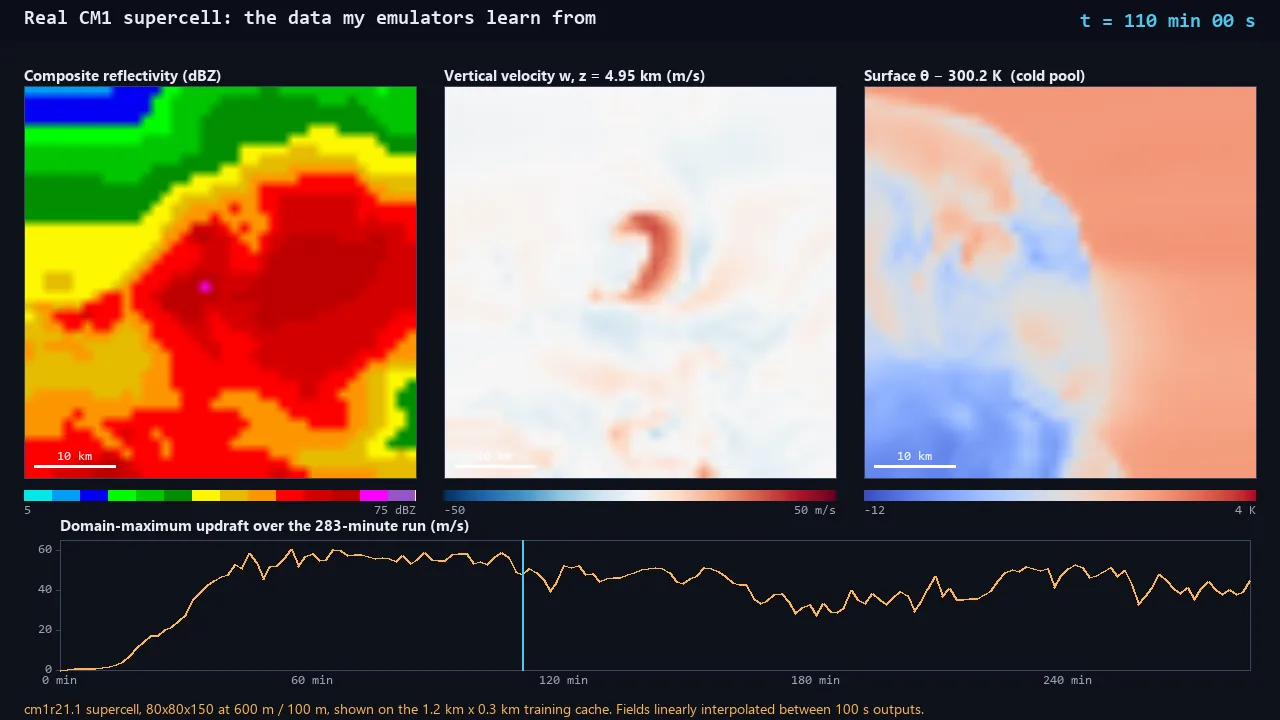 Real CM1 supercell: the data my emulators learn from
t = 110 min 00 s
Composite reflectivity (dBZ)
Vertical velocity w, z = 4.95 km (m/s)
Surface θ − 300.2 K (cold pool)
10 km
10 km
10 km
5
75 dBZ
-50
50 m/s
-12
4 K
Domain-maximum updraft over the 283-minute run (m/s)
60
40
20
0
0 min
60 min
120 min
180 min
240 min
cm1r21.1 supercell, 80x80x150 at 600 m / 100 m, shown on the 1.2 km x 0.3 km training cache. Fields linearly interpolated between 100 s outputs.